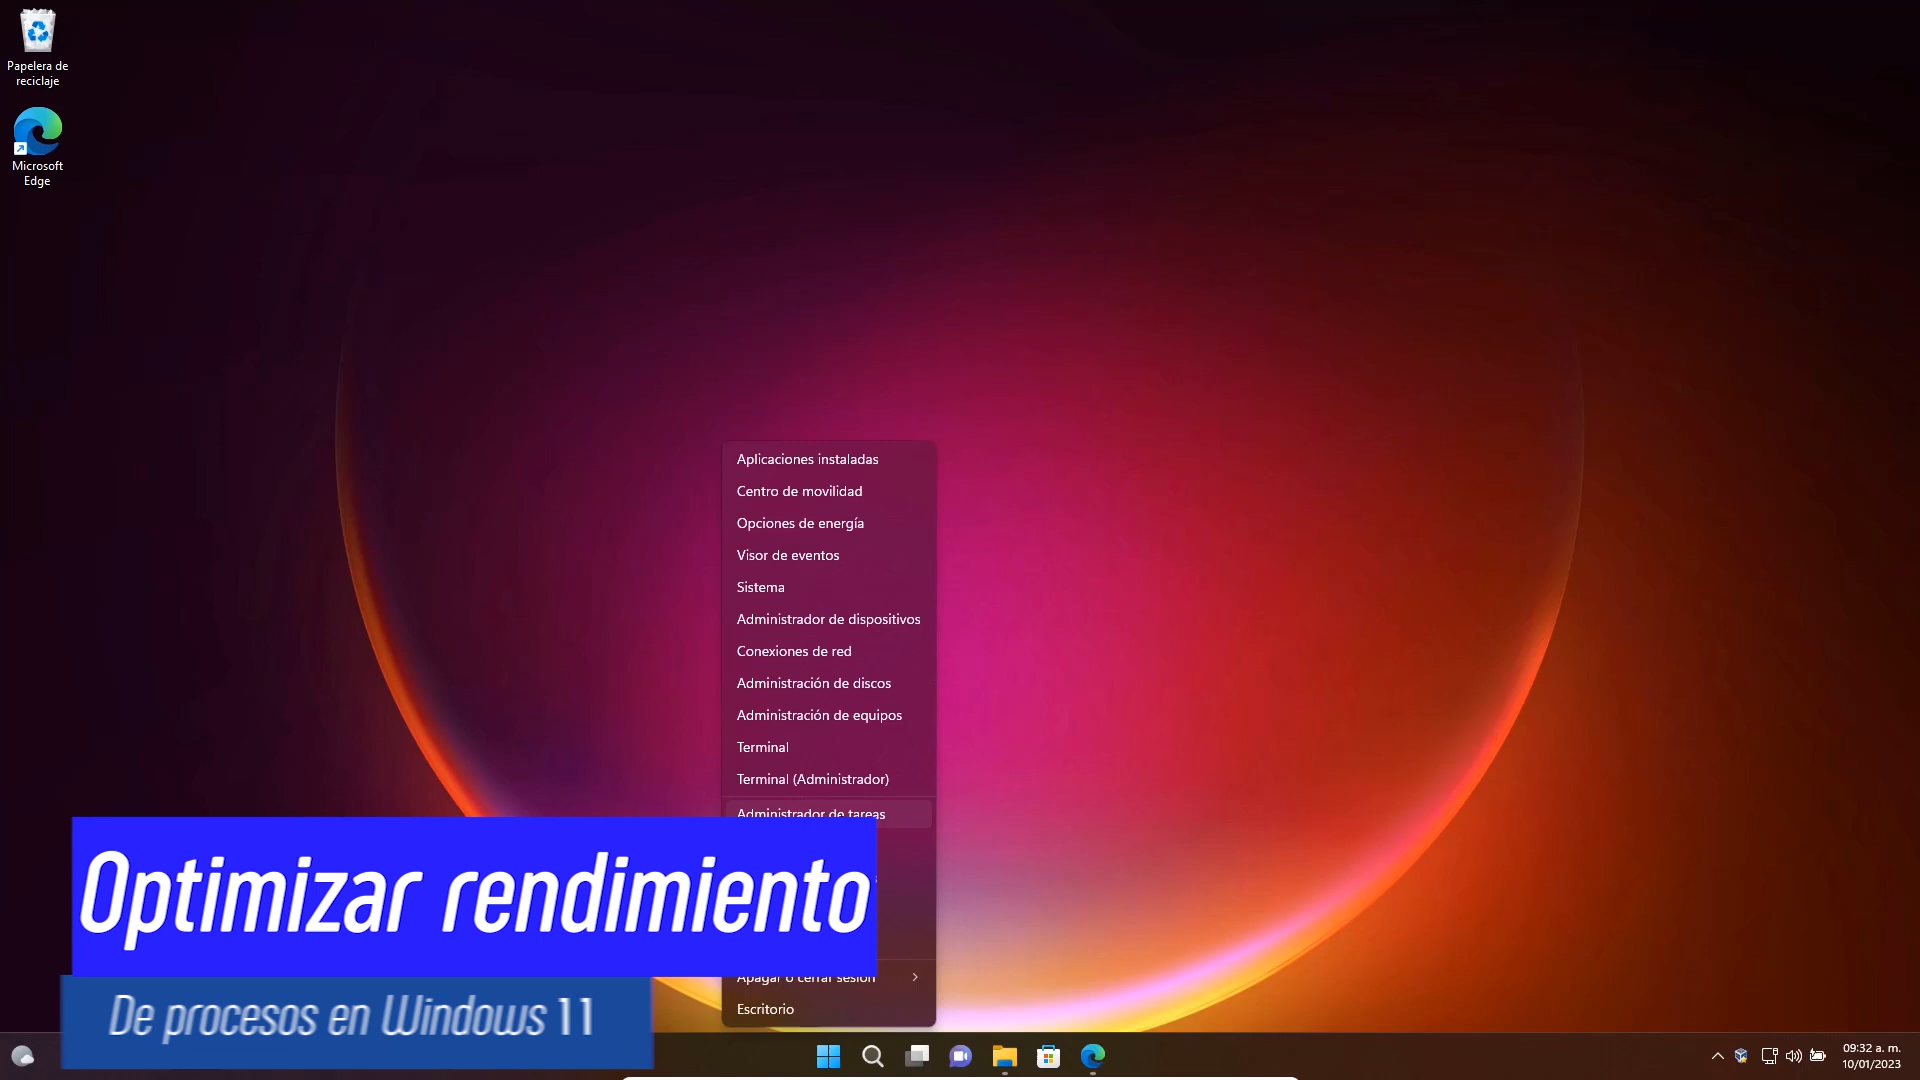 Papelera de
reciclaje
Microsoft
Edge
Aplicaciones instaladas
Centro de movilidad
Opciones de energía
Visor de eventos
Sistema
Administrador de dispositivos
Conexiones de red
Administración de discos
Administración de equipos
Terminal
Terminal (Administrador)
Administrador de tareas
Apagar o cerrar sesión
Escritorio
Optimizar rendimiento
De procesos en Windows 11
09:32 a. m.
10/01/2023